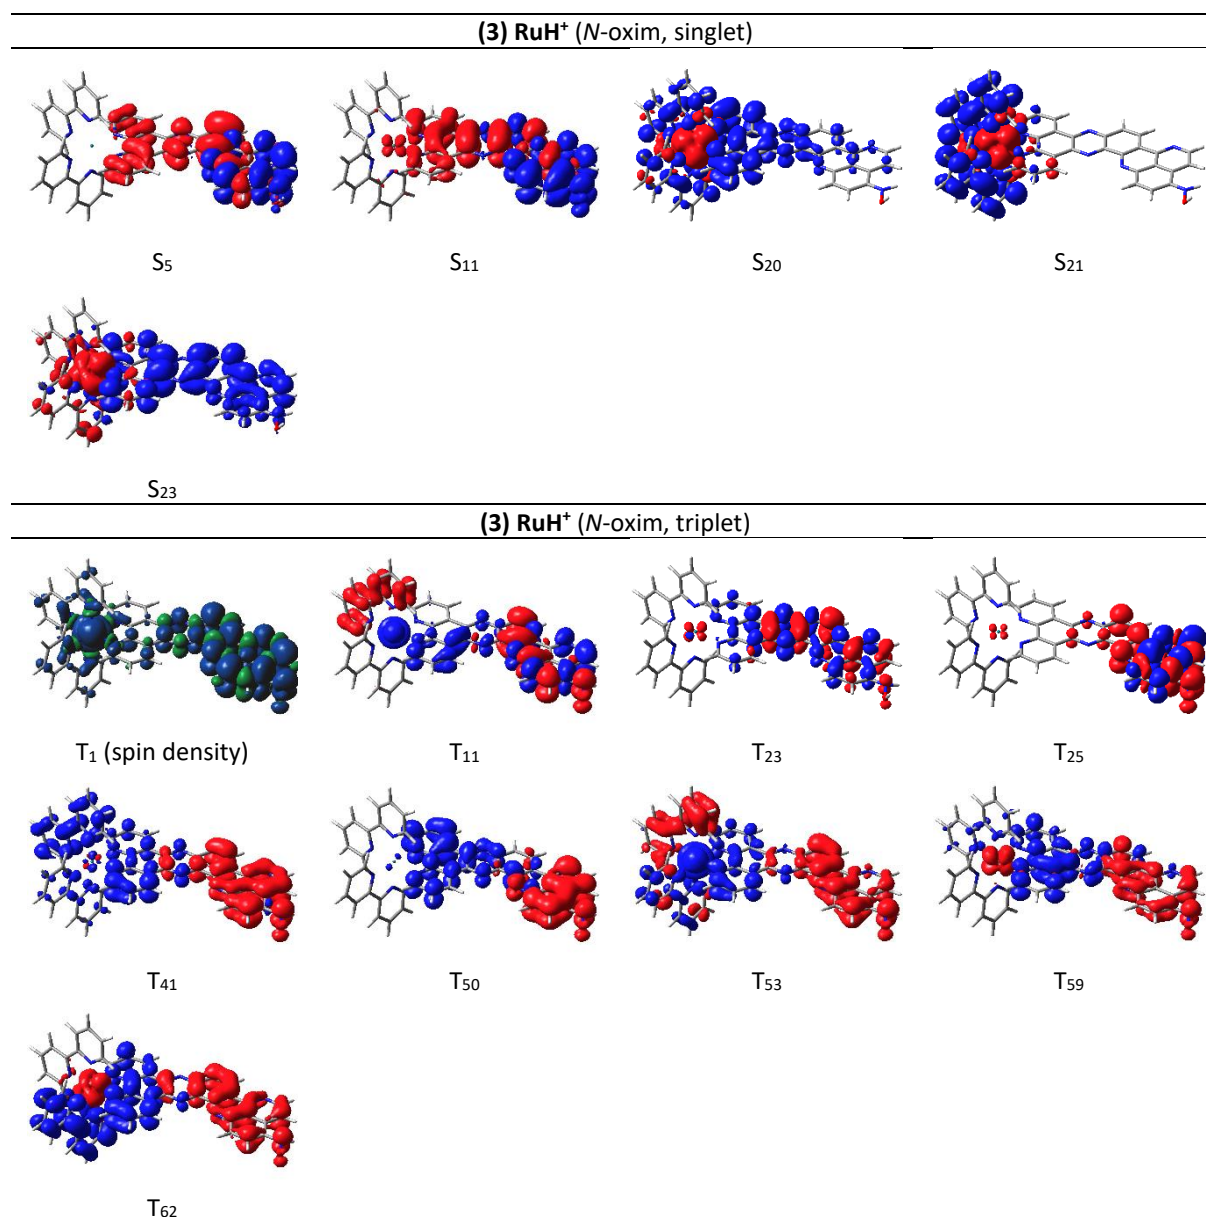 (3) RuH⁺ (N-oxim, singlet)
S₅ S₁₁ S₂₀ S₂₁
S₂₃
(3) RuH⁺ (N-oxim, triplet)
T₁ (spin density) T₁₁ T₂₃ T₂₅
T₄₁ T₅₀ T₅₃ T₅₉
T₆₂